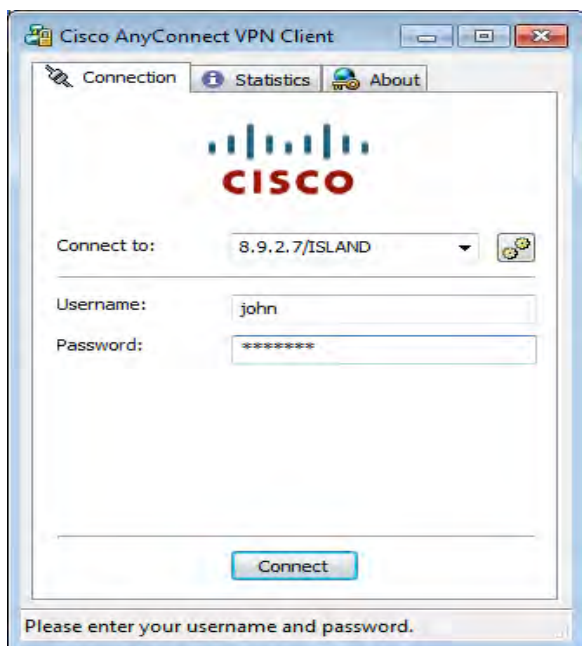 Cisco AnyConnect VPN Client
Connection Statistics About
CISCO
Connect to: 8.9.2.7/ISLAND
Username: john
Password: *******
Connect
Please enter your username and password.